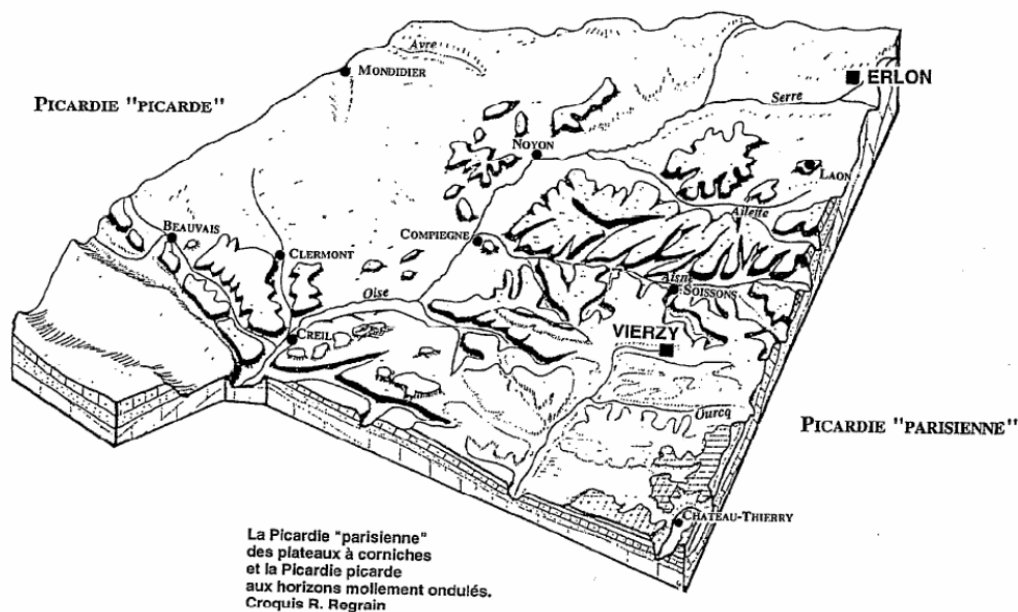 Avre
MONDIDIER
ERLON
PICARDIE "PICARDE"
Serre
NOYON
LAON
Ailette
BEAUVAIS
COMPIEGNE
CLERMONT
Aisne
SOISSONS
Oise
VIERZY
CREIL
Ourcq
PICARDIE "PARISIENNE"
CHATEAU-THIERRY
La Picardie "parisienne"
des plateaux à corniches
et la Picardie picarde
aux horizons mollement ondulés.
Croquis R. Regrain